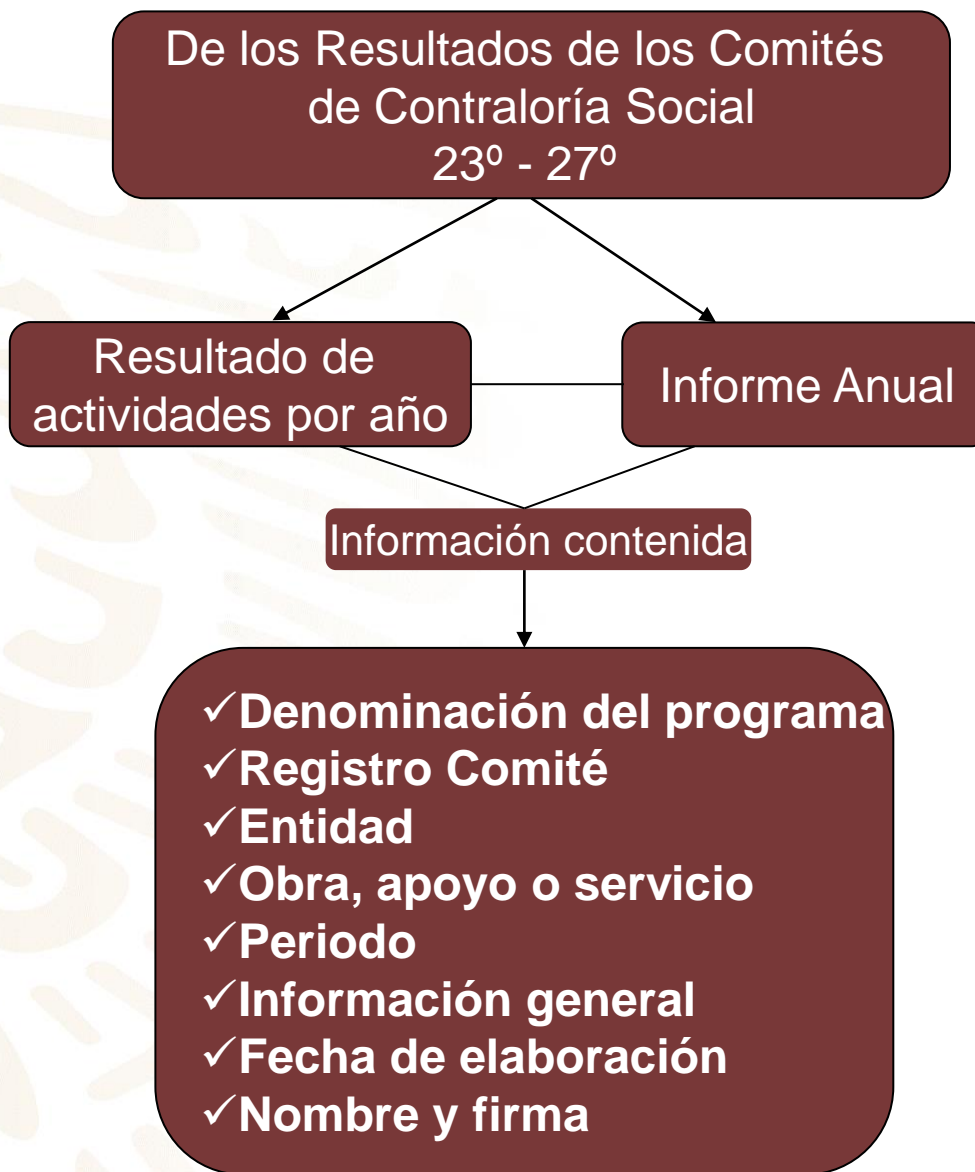 De los Resultados de los Comités
de Contraloría Social
23º - 27º
Resultado de
actividades por año
Informe Anual
Información contenida
✓Denominación del programa
✓Registro Comité
✓Entidad
✓Obra, apoyo o servicio
✓Periodo
✓Información general
✓Fecha de elaboración
✓Nombre y firma